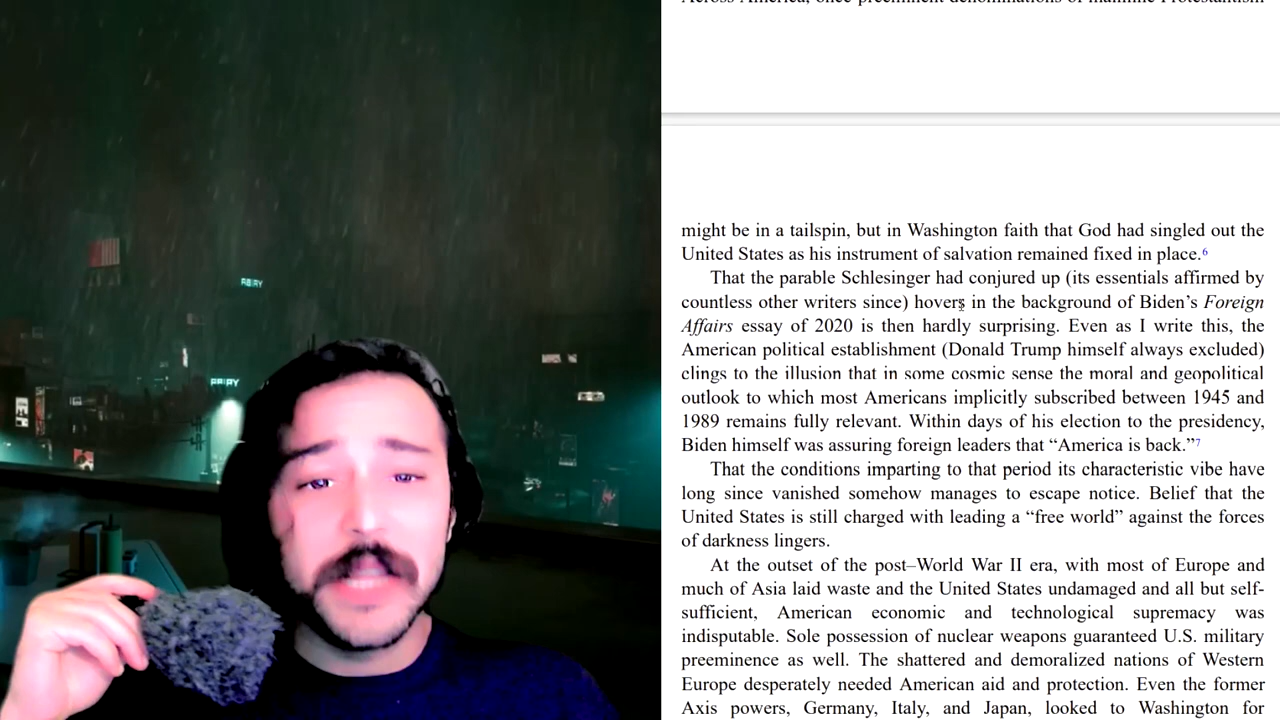 Across America, once preeminent denominations of mainline Protestantism
might be in a tailspin, but in Washington faith that God had singled out the
United States as his instrument of salvation remained fixed in place.6
That the parable Schlesinger had conjured up (its essentials affirmed by
countless other writers since) hovers in the background of Biden’s Foreign
Affairs essay of 2020 is then hardly surprising. Even as I write this, the
American political establishment (Donald Trump himself always excluded)
clings to the illusion that in some cosmic sense the moral and geopolitical
outlook to which most Americans implicitly subscribed between 1945 and
1989 remains fully relevant. Within days of his election to the presidency,
Biden himself was assuring foreign leaders that “America is back.”7
That the conditions imparting to that period its characteristic vibe have
long since vanished somehow manages to escape notice. Belief that the
United States is still charged with leading a “free world” against the forces
of darkness lingers.
At the outset of the post–World War II era, with most of Europe and
much of Asia laid waste and the United States undamaged and all but self-
sufficient, American economic and technological supremacy was
indisputable. Sole possession of nuclear weapons guaranteed U.S. military
preeminence as well. The shattered and demoralized nations of Western
Europe desperately needed American aid and protection. Even the former
Axis powers, Germany, Italy, and Japan, looked to Washington for